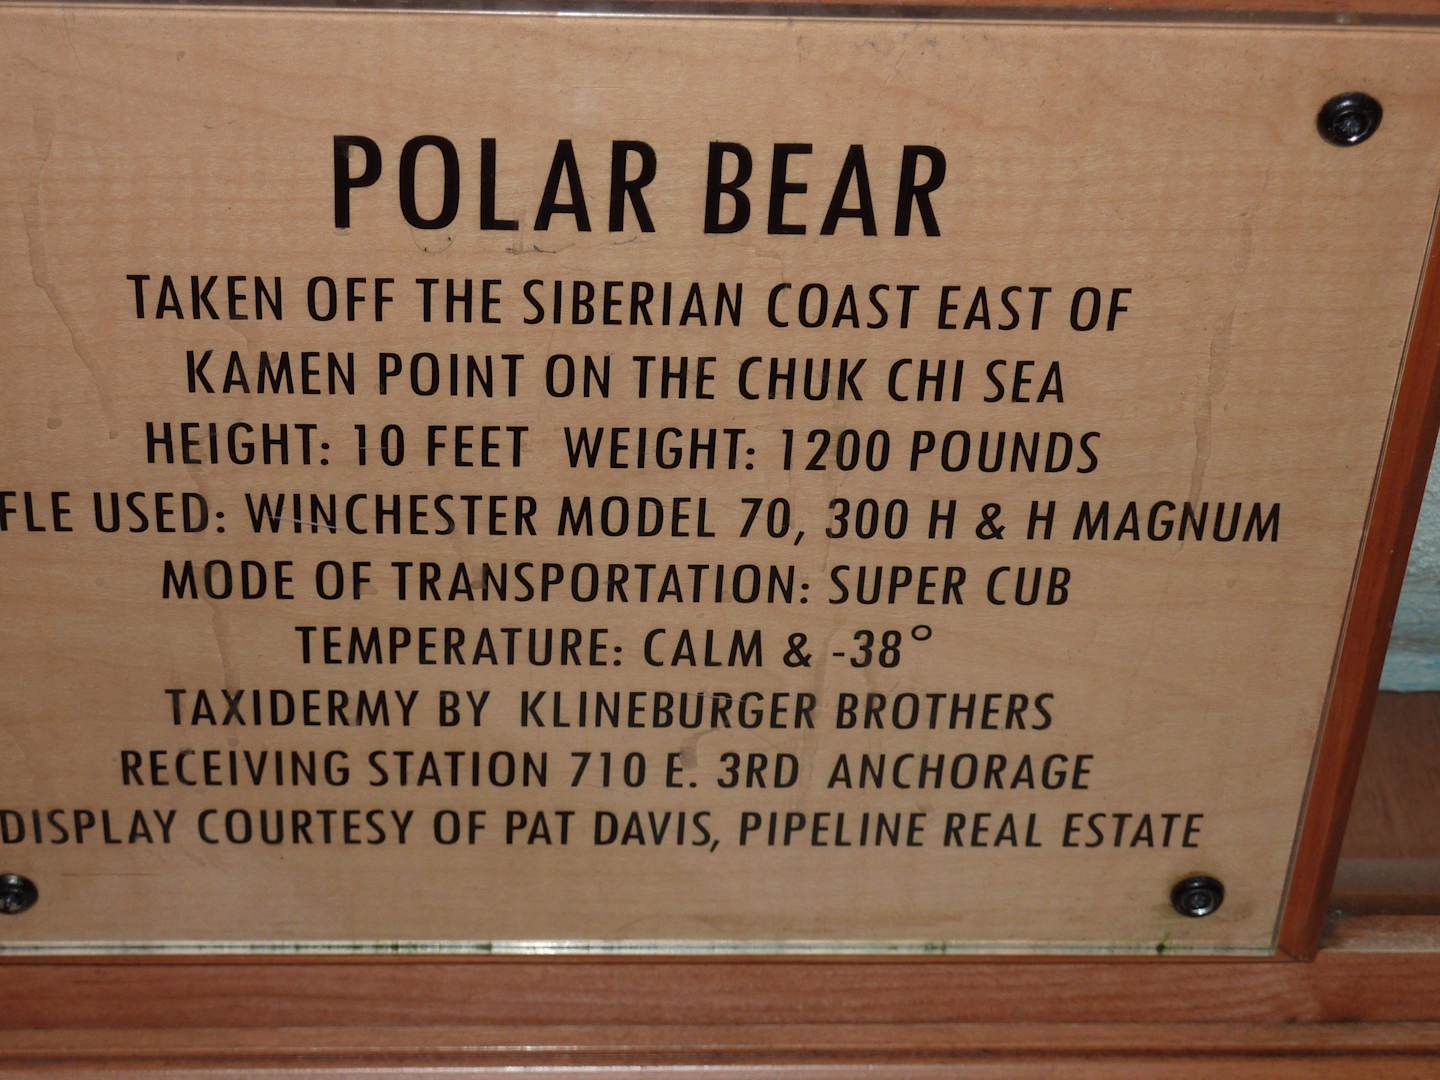 POLAR BEAR
TAKEN OFF THE SIBERIAN COAST EAST OF
KAMEN POINT ON THE CHUK CHI SEA
HEIGHT: 10 FEET WEIGHT: 1200 POUNDS
FLE USED: WINCHESTER MODEL 70, 300 H & H MAGNUM
MODE OF TRANSPORTATION: SUPER CUB
TEMPERATURE: CALM & -38°
TAXIDERMY BY KLINEBURGER BROTHERS
RECEIVING STATION 710 E. 3RD ANCHORAGE
DISPLAY COURTESY OF PAT DAVIS, PIPELINE REAL ESTATE